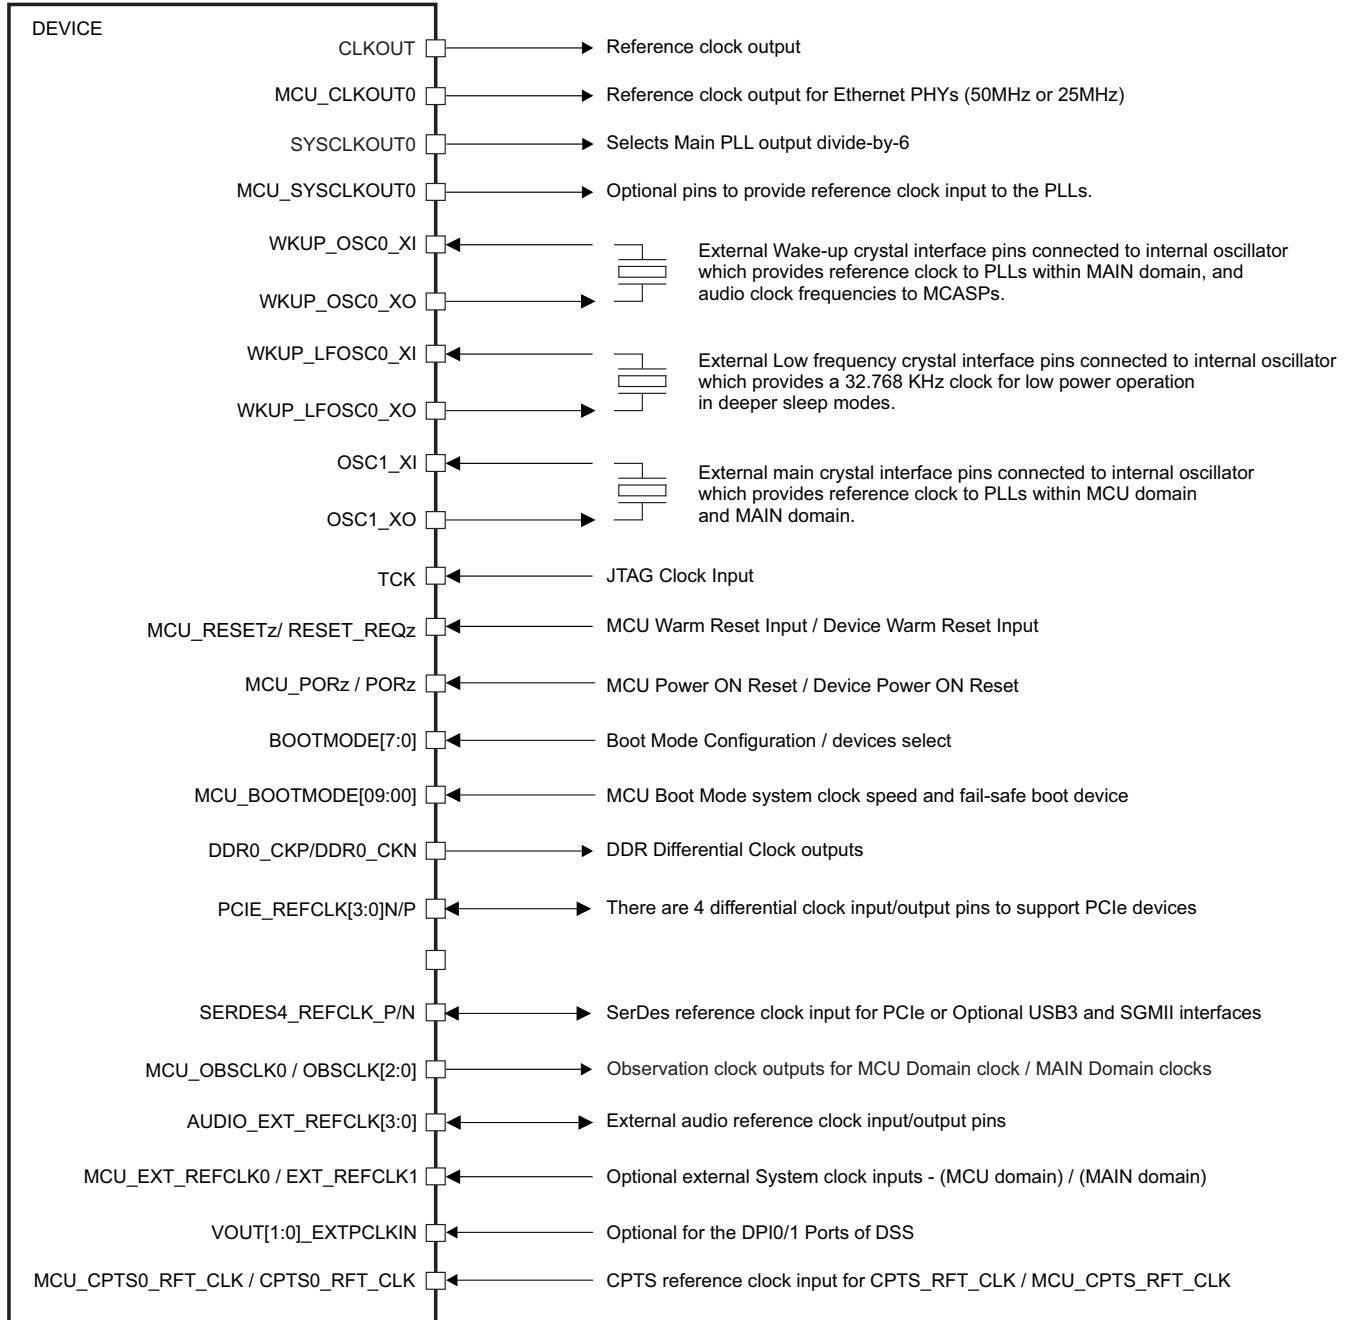 DEVICE
CLKOUT Reference clock output
MCU_CLKOUT0 Reference clock output for Ethernet PHYs (50MHz or 25MHz)
SYSCLKOUT0 Selects Main PLL output divide-by-6
MCU_SYSCLKOUT0 Optional pins to provide reference clock input to the PLLs.
WKUP_OSC0_XI
External Wake-up crystal interface pins connected to internal oscillator
which provides reference clock to PLLs within MAIN domain, and
audio clock frequencies to MCASPs.
WKUP_OSC0_XO
WKUP_LFOSC0_XI
External Low frequency crystal interface pins connected to internal oscillator
which provides a 32.768 KHz clock for low power operation
in deeper sleep modes.
WKUP_LFOSC0_XO
OSC1_XI
External main crystal interface pins connected to internal oscillator
which provides reference clock to PLLs within MCU domain
and MAIN domain.
OSC1_XO
TCK JTAG Clock Input
MCU_RESETz/ RESET_REQz MCU Warm Reset Input / Device Warm Reset Input
MCU_PORz / PORz MCU Power ON Reset / Device Power ON Reset
BOOTMODE[7:0] Boot Mode Configuration / devices select
MCU_BOOTMODE[09:00] MCU Boot Mode system clock speed and fail-safe boot device
DDR0_CKP/DDR0_CKN DDR Differential Clock outputs
PCIE_REFCLK[3:0]N/P There are 4 differential clock input/output pins to support PCIe devices
SERDES4_REFCLK_P/N SerDes reference clock input for PCIe or Optional USB3 and SGMII interfaces
MCU_OBSCLK0 / OBSCLK[2:0] Observation clock outputs for MCU Domain clock / MAIN Domain clocks
AUDIO_EXT_REFCLK[3:0] External audio reference clock input/output pins
MCU_EXT_REFCLK0 / EXT_REFCLK1 Optional external System clock inputs - (MCU domain) / (MAIN domain)
VOUT[1:0]_EXTPCLKIN Optional for the DPI0/1 Ports of DSS
MCU_CPTS0_RFT_CLK / CPTS0_RFT_CLK CPTS reference clock input for CPTS_RFT_CLK / MCU_CPTS_RFT_CLK